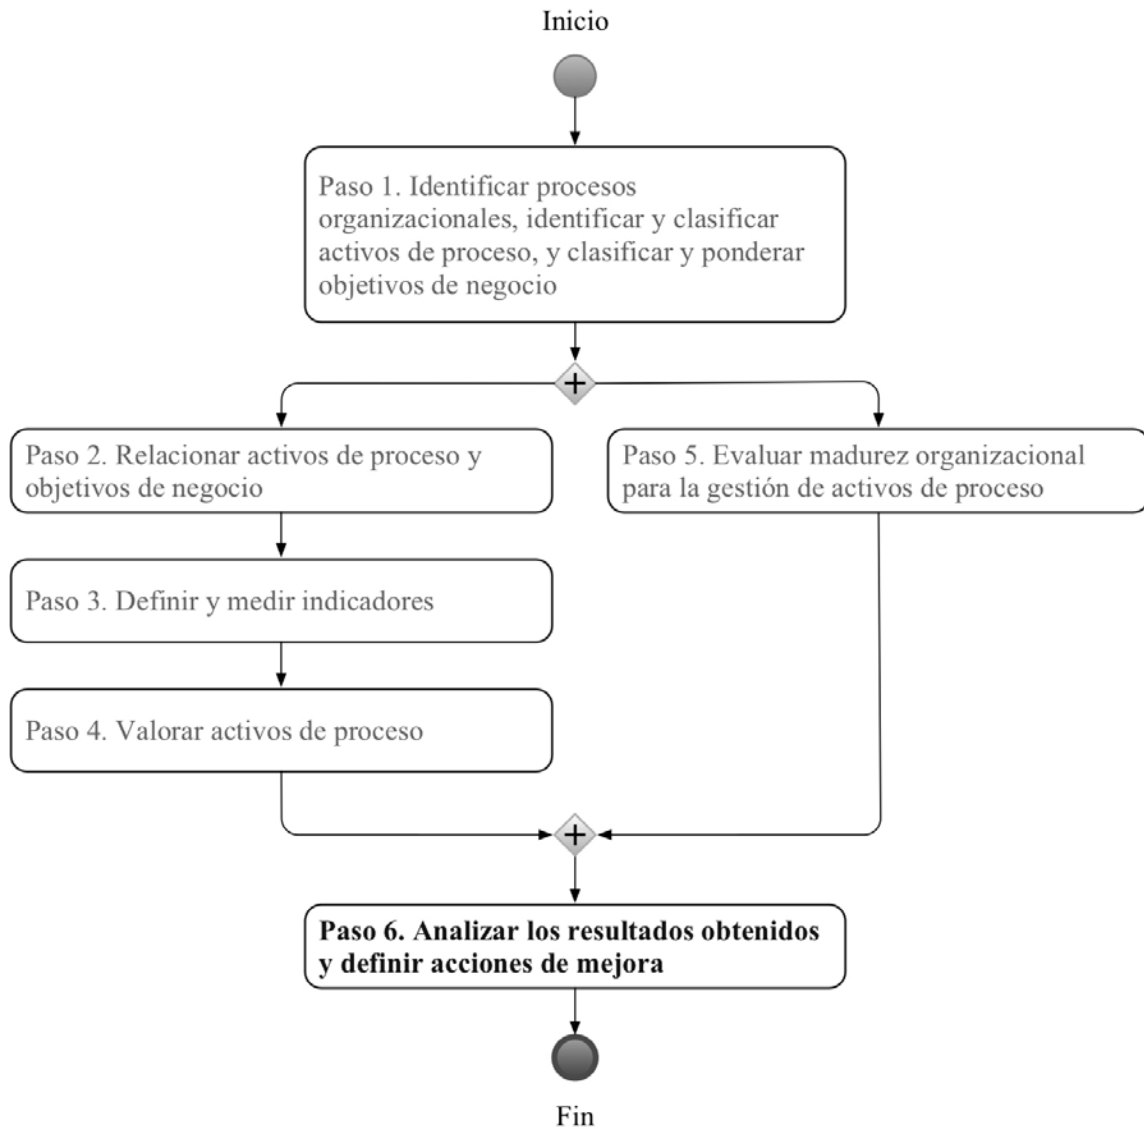 Inicio
Paso 1. Identificar procesos
organizacionales, identificar y clasificar
activos de proceso, y clasificar y ponderar
objetivos de negocio
Paso 2. Relacionar activos de proceso y
objetivos de negocio
Paso 5. Evaluar madurez organizacional
para la gestión de activos de proceso
Paso 3. Definir y medir indicadores
Paso 4. Valorar activos de proceso
Paso 6. Analizar los resultados obtenidos
y definir acciones de mejora
Fin